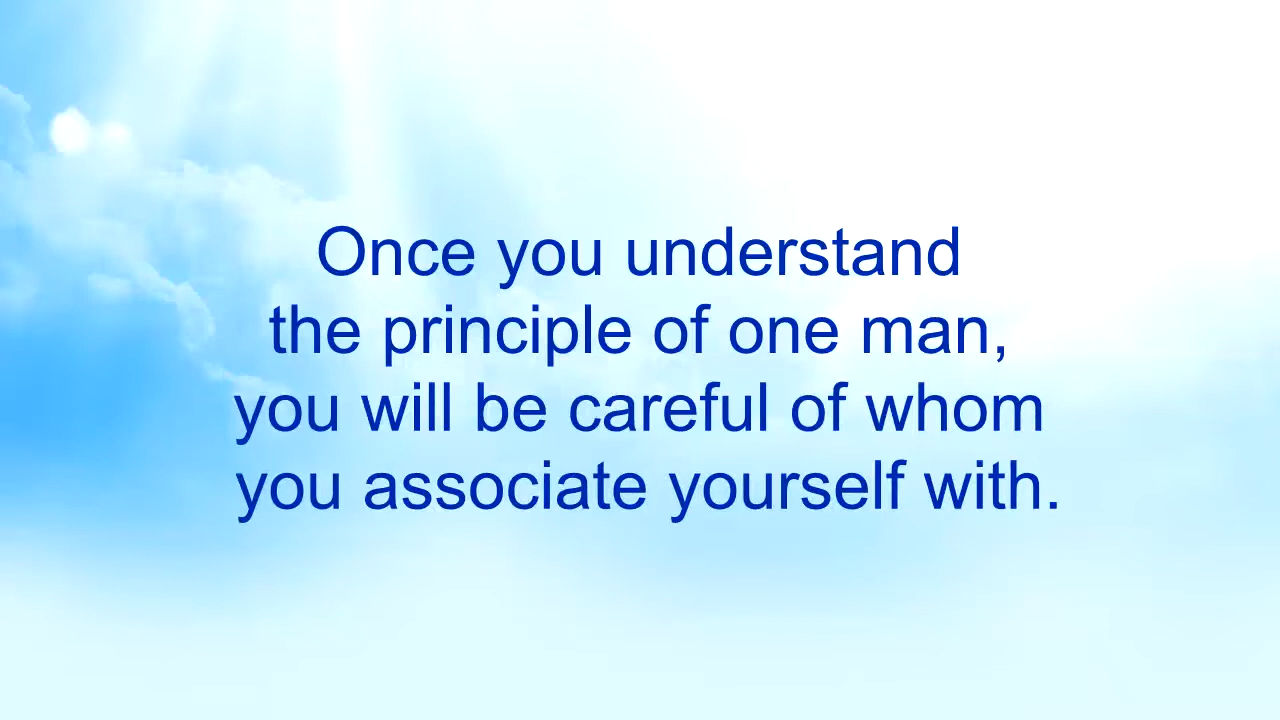 Once you understand
the principle of one man,
you will be careful of whom
you associate yourself with.